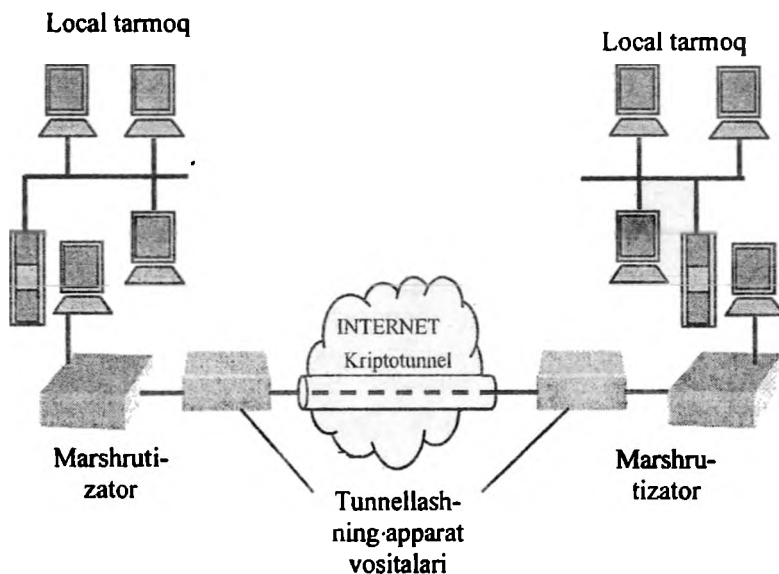 Local tarmoq
Local tarmoq
INTERNET
Kriptotunnel
Marshruti-
zator
Marshru-
tizator
Tunnellash-
ning apparat
vositalari